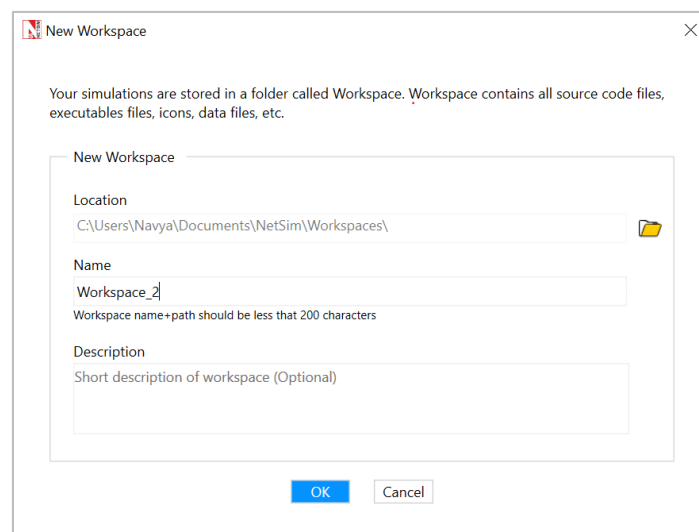 New Workspace
Your simulations are stored in a folder called Workspace. Workspace contains all source code files,
executables files, icons, data files, etc.
New Workspace
Location
C:\Users\Navya\Documents\NetSim\Workspaces\
Name
Workspace_2
Workspace name+path should be less that 200 characters
Description
Short description of workspace (Optional)
OK Cancel